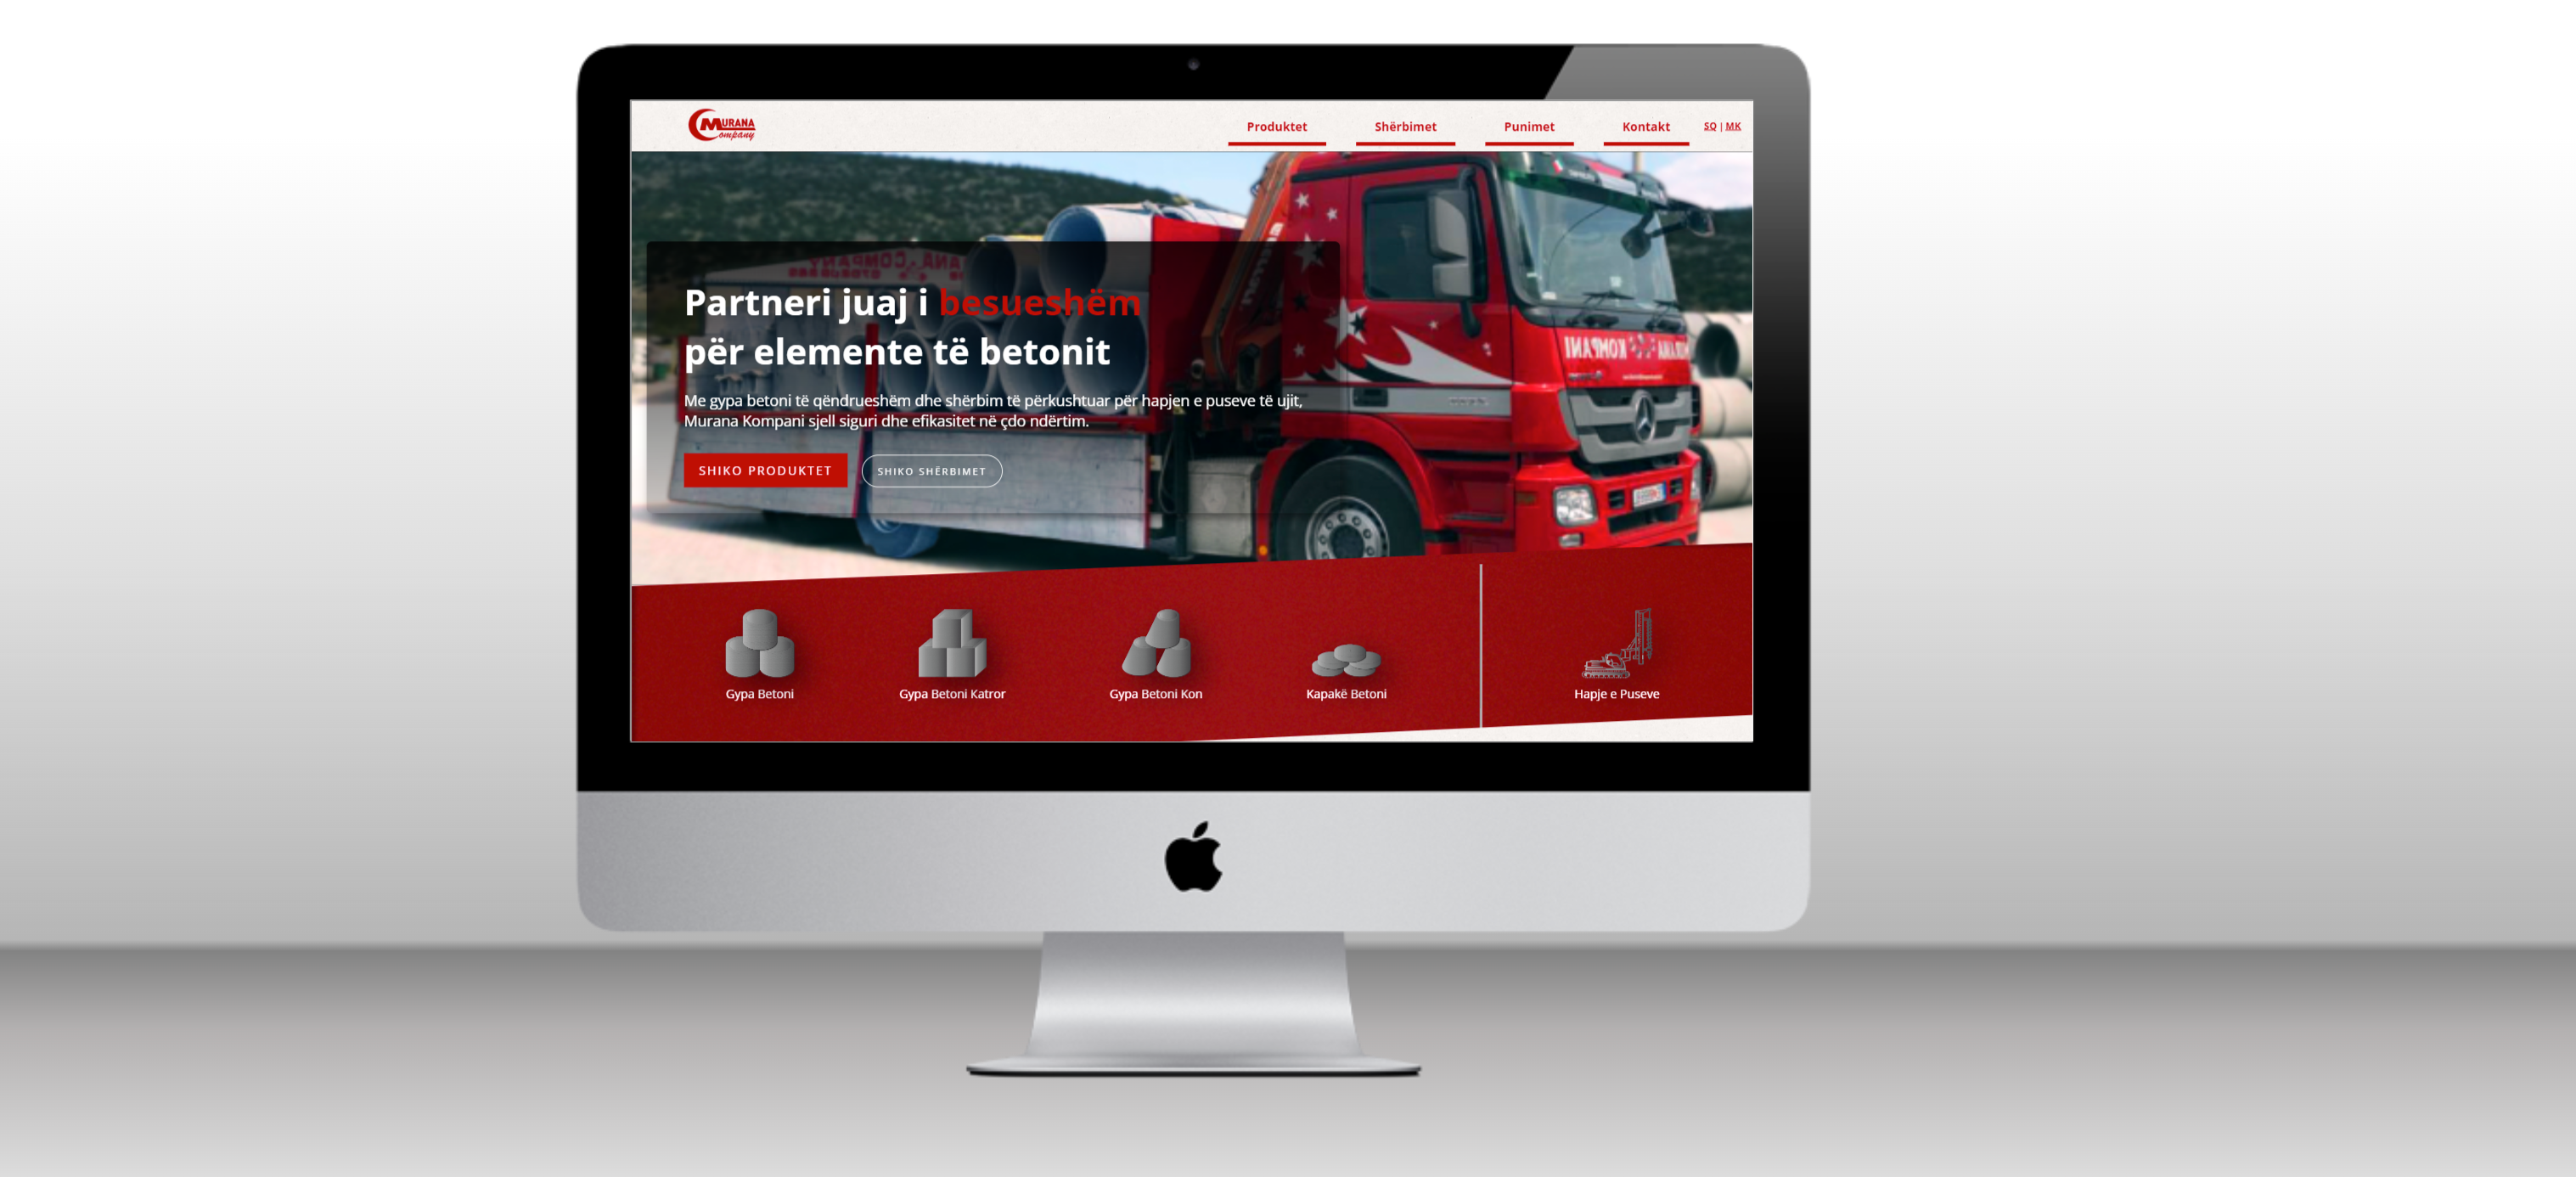 MURANA
Company
Produktet
Shërbimet
Punimet
Kontakt
SQ | MK
Partneri juaj i besueshëm
për elemente të betonit
Me gypa betoni të qëndrueshëm dhe shërbim të përkushtuar për hapjen e puseve të ujit,
Murana Kompani sjell siguri dhe efikasitet në çdo ndërtim.
SHIKO PRODUKTET
SHIKO SHËRBIMET
MURANA KOMPANI
Gypa Betoni
Gypa Betoni Katror
Gypa Betoni Kon
Kapakë Betoni
Hapje e Puseve